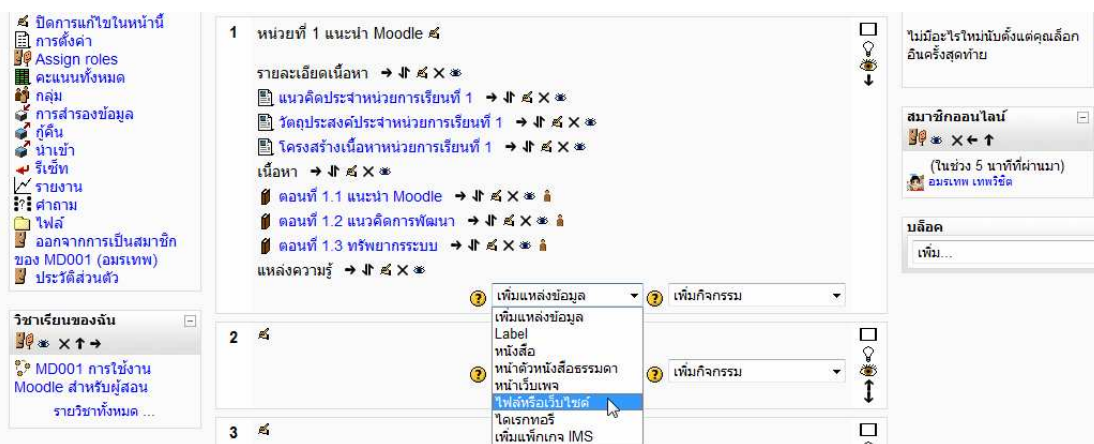 ปิดการแก้ไขในหน้านี้
การตั้งค่า
Assign roles
คะแนนทั้งหมด
กลุ่ม
การสำรองข้อมูล
กู้คืน
นำเข้า
รีเซ็ท
รายงาน
คำถาม
ไฟล์
ออกจากการเป็นสมาชิก
ของ MD001 (อมรเทพ)
ประวัติส่วนตัว
วิชาเรียนของฉัน
MD001 การใช้งาน
Moodle สำหรับผู้สอน
รายวิชาทั้งหมด ...
1 หน่วยที่ 1 แนะนำ Moodle
รายละเอียดเนื้อหา
แนวคิดประจำหน่วยการเรียนที่ 1
วัตถุประสงค์ประจำหน่วยการเรียนที่ 1
โครงสร้างเนื้อหาหน่วยการเรียนที่ 1
เนื้อหา
ตอนที่ 1.1 แนะนำ Moodle
ตอนที่ 1.2 แนวคิดการพัฒนา
ตอนที่ 1.3 ทรัพยากรระบบ
แหล่งความรู้
เพิ่มแหล่งข้อมูล เพิ่มกิจกรรม
เพิ่มแหล่งข้อมูล
Label
หนังสือ
หน้าตัวหนังสือธรรมดา
หน้าเว็บเพจ
ไฟล์หรือเว็บไซต์
ไดเรกทอรี
เพิ่มแพ็กเกจ IMS
2
เพิ่มกิจกรรม
3
ไม่มีอะไรใหม่นับตั้งแต่คุณล็อก
อินครั้งสุดท้าย
สมาชิกออนไลน์
(ในช่วง 5 นาทีที่ผ่านมา)
อมรเทพ เทพวิชิต
บล็อค
เพิ่ม...